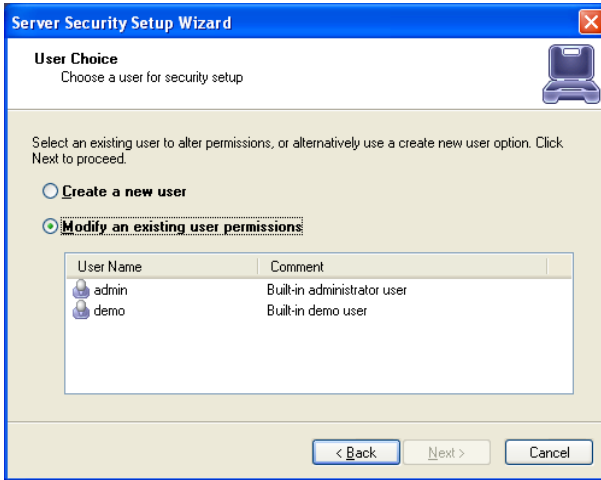 Server Security Setup Wizard
User Choice
Choose a user for security setup
Select an existing user to alter permissions, or alternatively use a create new user option. Click
Next to proceed.
Create a new user
Modify an existing user permissions
User Name Comment
admin Built-in administrator user
demo Built-in demo user
< Back Next > Cancel